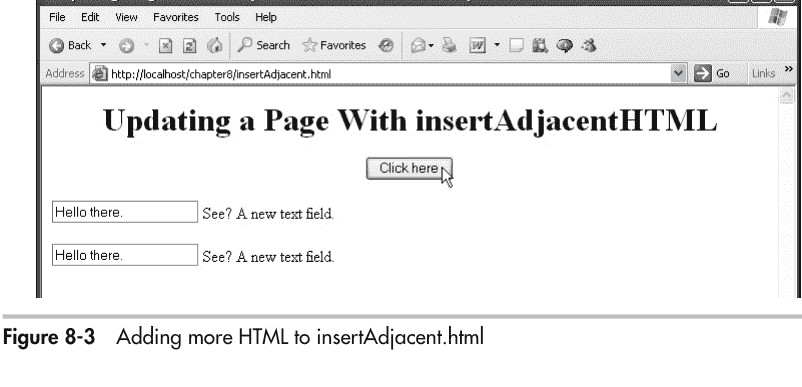 File Edit View Favorites Tools Help
Back Search Favorites
Address http://localhost/chapter8/insertAdjacent.html Go Links »
Updating a Page With insertAdjacentHTML
Click here
Hello there. See? A new text field.
Hello there. See? A new text field.
Figure 8-3 Adding more HTML to insertAdjacent.html